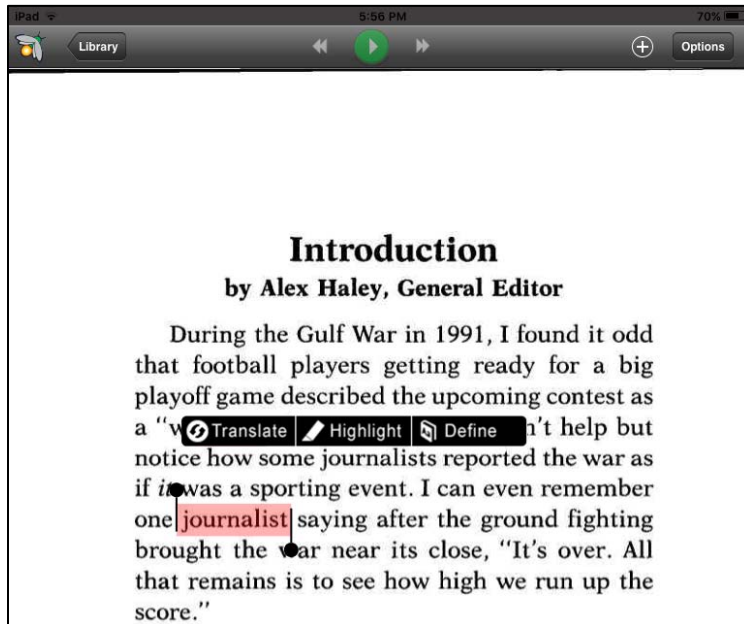 iPad 5:56 PM 70%
Library Options
Introduction
by Alex Haley, General Editor
During the Gulf War in 1991, I found it odd
that football players getting ready for a big
playoff game described the upcoming contest as
a "w Translate Highlight Define n't help but
notice how some journalists reported the war as
if it was a sporting event. I can even remember
one journalist saying after the ground fighting
brought the war near its close, "It's over. All
that remains is to see how high we run up the
score."